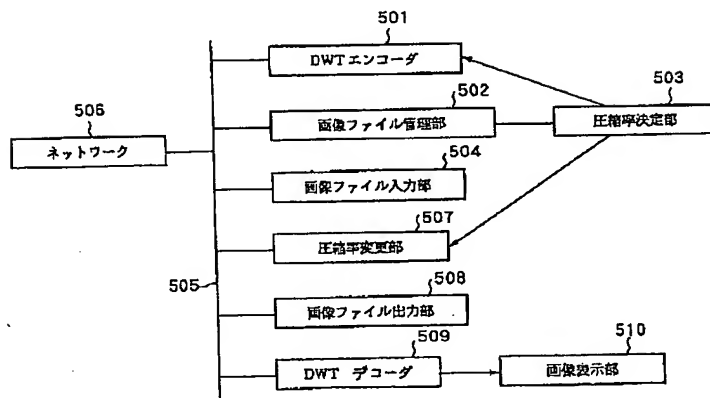 501
DWTエンコーダ
503
502
506
画像ファイル管理部
圧縮率決定部
ネットワーク
504
画像ファイル入力部
507
圧縮率変更部
505
508
画像ファイル出力部
509
510
DWT デコーダ
画像表示部